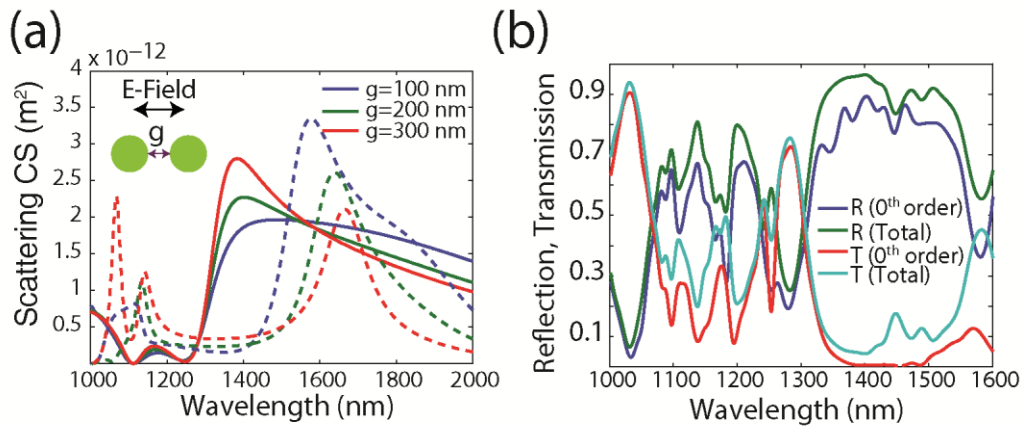 (a)
4 x 10⁻¹²
3.5
3
2.5
2
1.5
1
0.5
Scattering CS (m²)
E-Field
g
g=100 nm
g=200 nm
g=300 nm
1000 1200 1400 1600 1800 2000
Wavelength (nm)
(b)
0.9
0.7
0.5
0.3
0.1
Reflection, Transmission
R (0th order)
R (Total)
T (0th order)
T (Total)
1000 1100 1200 1300 1400 1500 1600
Wavelength (nm)